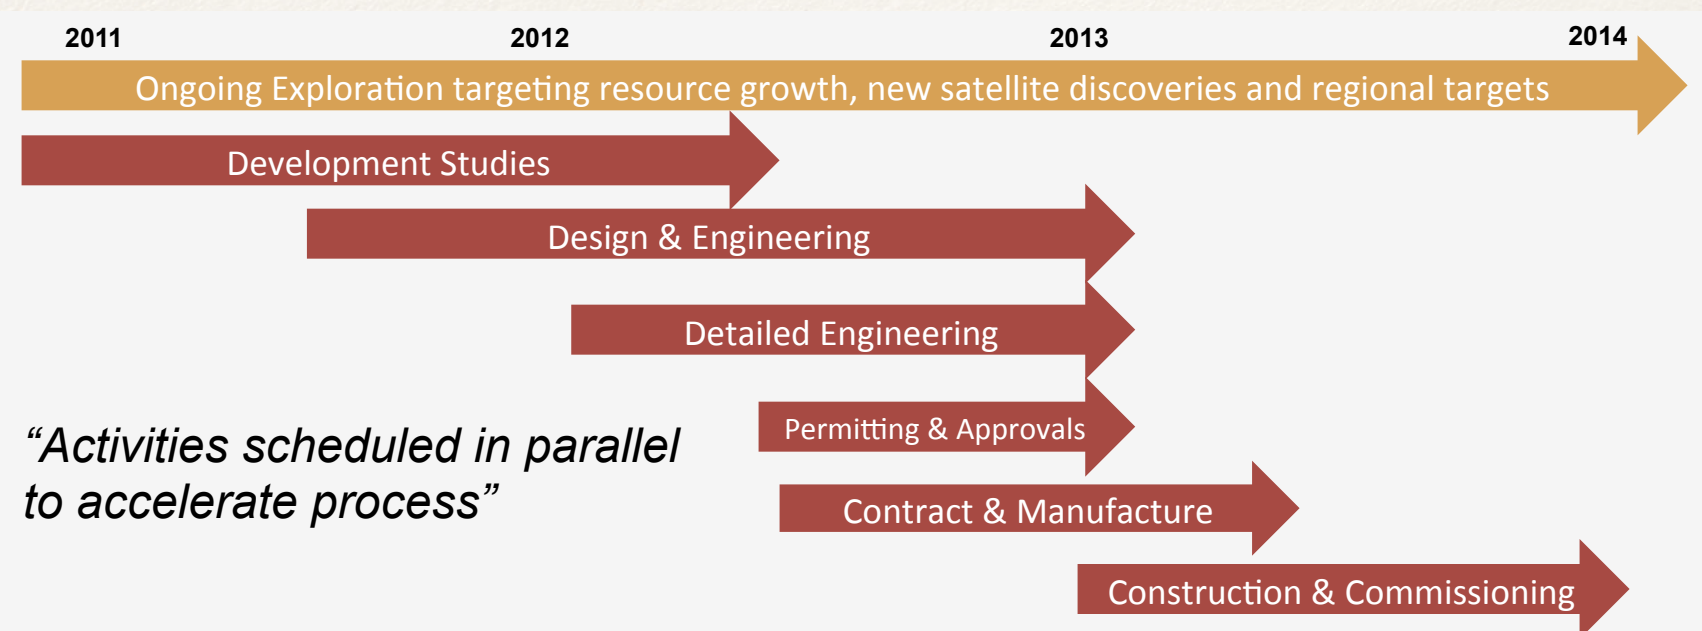 2011 2012 2013 2014
Ongoing Exploration targeting resource growth, new satellite discoveries and regional targets
Development Studies
Design & Engineering
Detailed Engineering
Permitting & Approvals
“Activities scheduled in parallel
to accelerate process”
Contract & Manufacture
Construction & Commissioning